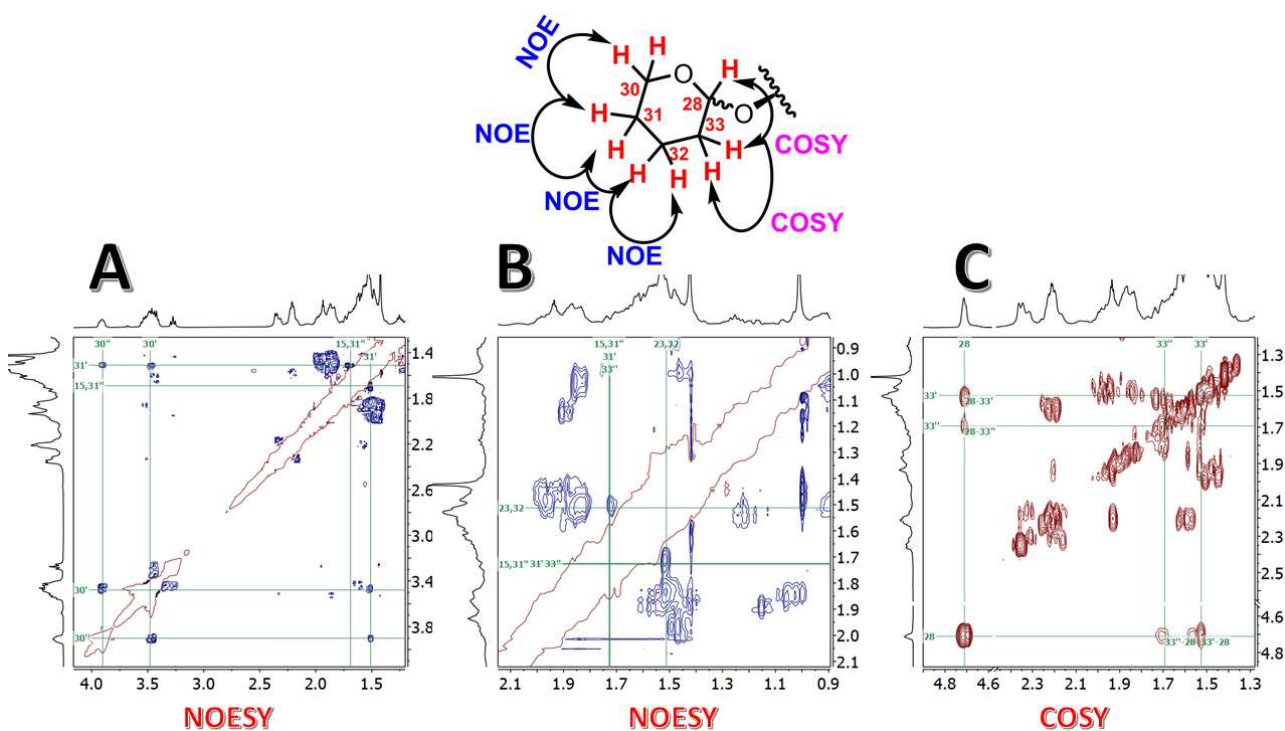 NOE
H H
O H
30
28
H 31 33 O
NOE
H 32 H COSY
H H H
NOE
COSY
NOE
A
30" 30' 15,31" 31'
31'
15,31"
30'
30"
1.4
1.8
2.2
2.6
3.0
3.4
3.8
4.0 3.5 3.0 2.5 2.0 1.5
NOESY
B
15,31" 23,32
31'
33"
23,32
15,31" 31' 33"
0.9
1.0
1.1
1.2
1.3
1.4
1.5
1.6
1.7
1.8
1.9
2.0
2.1
2.1 1.9 1.7 1.5 1.3 1.1 0.9
NOESY
C
28 33" 33'
33' 28-33'
33" 28-33"
28 33"-28 33'-28
1.3
1.5
1.7
1.9
2.1
2.3
4.6
4.8
4.8 4.6 2.3 2.1 1.9 1.7 1.5 1.3
COSY